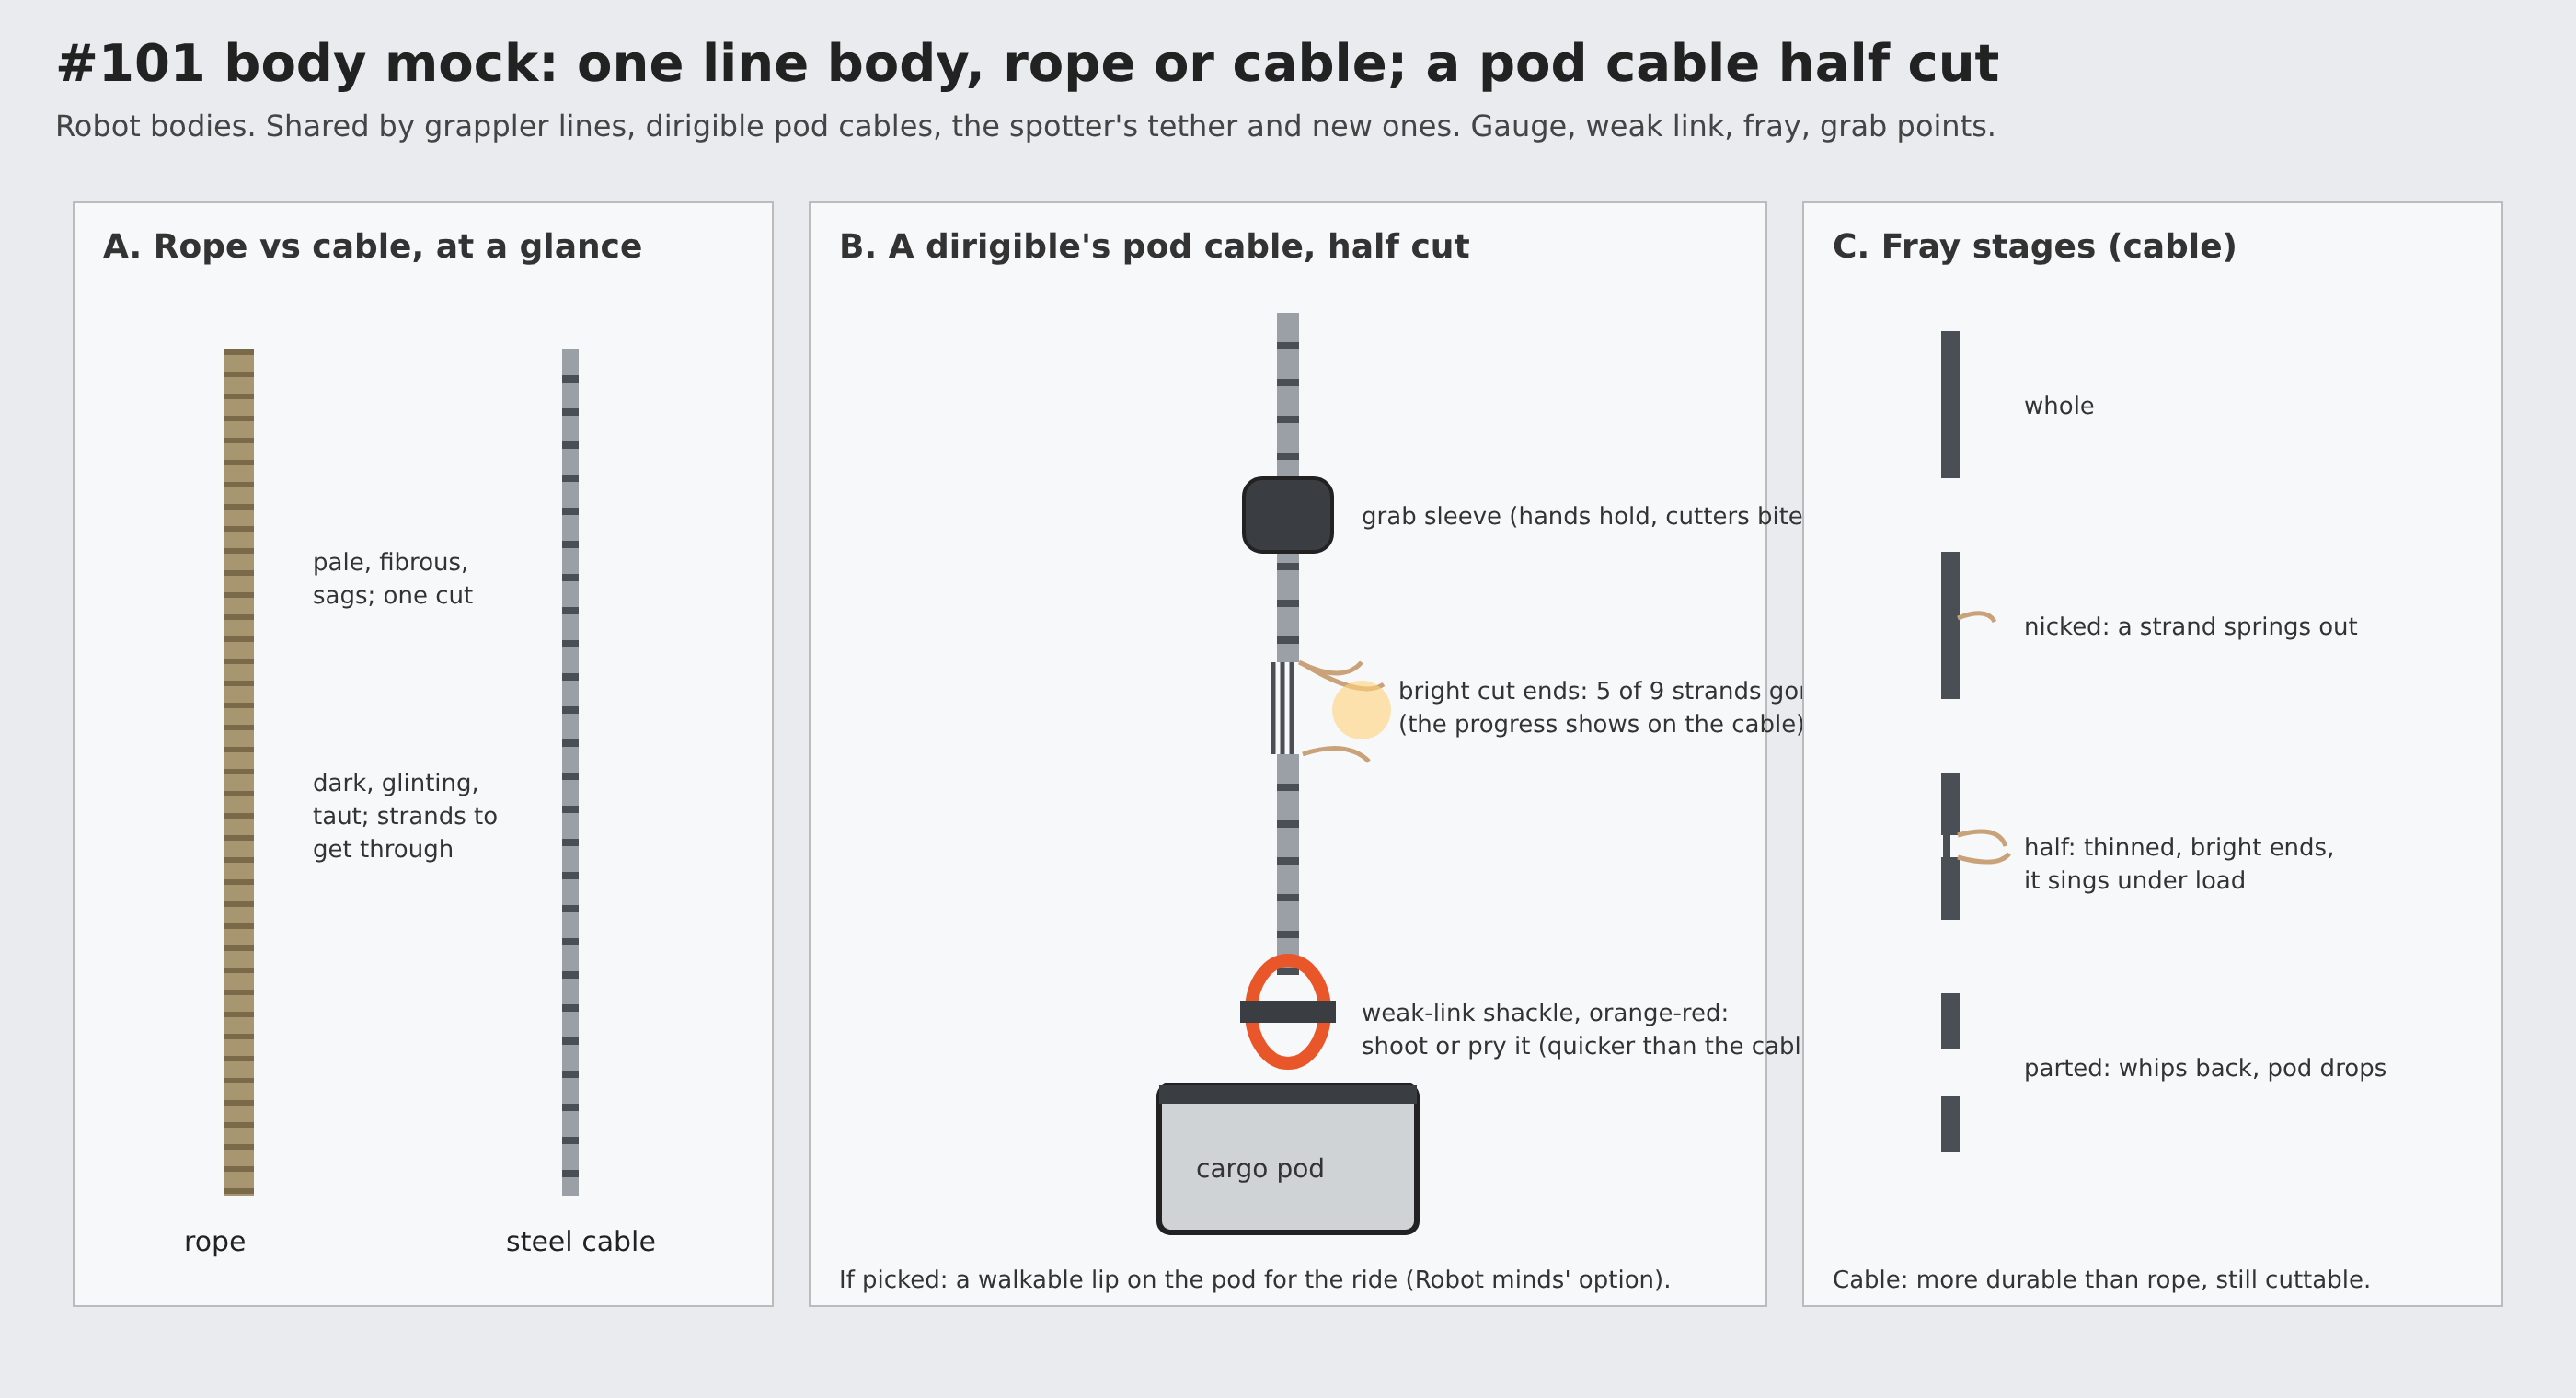 #101 body mock: one line body, rope or cable; a pod cable half cut
Robot bodies. Shared by grappler lines, dirigible pod cables, the spotter's tether and new ones. Gauge, weak link, fray, grab points.
A. Rope vs cable, at a glance
pale, fibrous,
sags; one cut
dark, glinting,
taut; strands to
get through
rope
steel cable
B. A dirigible's pod cable, half cut
grab sleeve (hands hold, cutters bite
bright cut ends: 5 of 9 strands
(the progress shows on the cable)
weak-link shackle, orange-red:
shoot or pry it (quicker than the
cargo pod
If picked: a walkable lip on the pod for the ride (Robot minds' option).
C. Fray stages (cable)
whole
nicked: a strand springs out
half: thinned, bright ends,
it sings under load
parted: whips back, pod drops
Cable: more durable than rope, still cuttable.